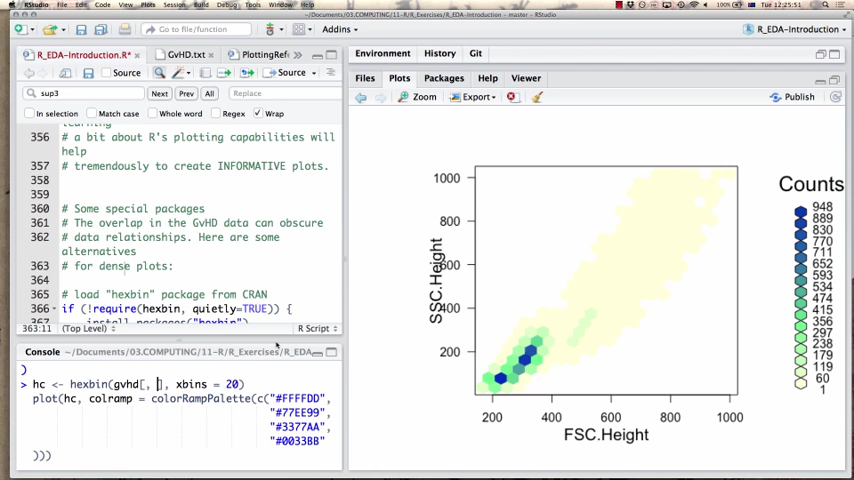 RStudio File Edit Code View Plots Session Build Debug Tools Window Help 100% Tue 12:25:51
~/Documents/03.COMPUTING/11-R/R_Exercises/R_EDA-Introduction - master - RStudio
Go to file/function Addins R_EDA-Introduction
R_EDA-Introduction.R* GvHD.txt PlottingRefe
Source on Source
sup3 Next Prev All Replace
In selection Match case Whole word Regex Wrap
learning
356 # a bit about R's plotting capabilities will
help
357 # tremendously to create INFORMATIVE plots.
358
359
360 # Some special packages
361 # The overlap in the GvHD data can obscure
362 # data relationships. Here are some
alternatives
363 # for dense plots:
364
365 # load "hexbin" package from CRAN
366 if (!require(hexbin, quietly=TRUE)) {
367 install.packages("hexbin")
363:11 (Top Level) R Script
Console ~/Documents/03.COMPUTING/11-R/R_Exercises/R_EDA
)
> hc <- hexbin(gvhd[, ], xbins = 20)
plot(hc, colramp = colorRampPalette(c("#FFFFDD",
"#77EE99",
"#3377AA",
"#0033BB"
)))
Environment History Git
Files Plots Packages Help Viewer
Zoom Export Publish
1000
800
600
400
200
SSC.Height
200 400 600 800 1000
FSC.Height
Counts
948
889
830
770
711
652
593
534
474
415
356
297
238
179
119
60
1